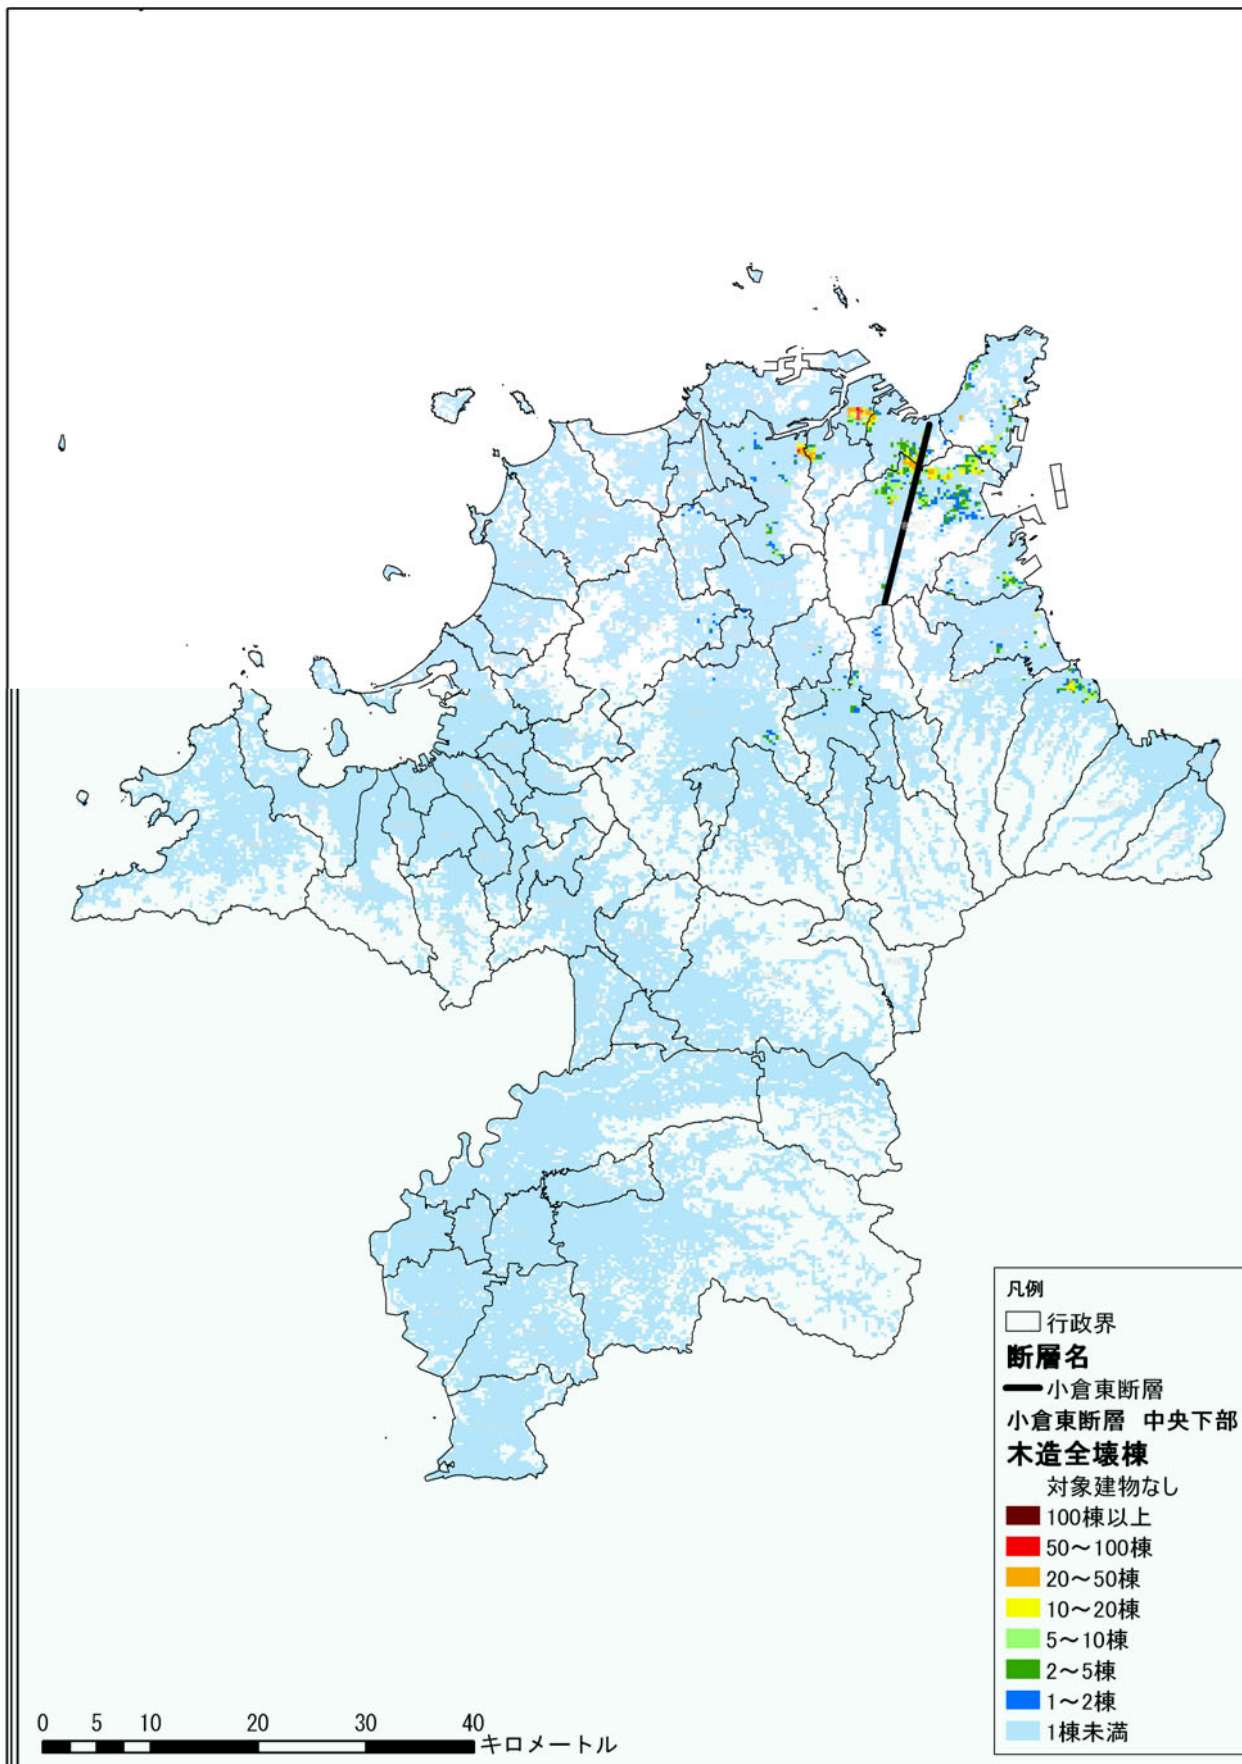 凡例
行政界
断層名
小倉東断層
小倉東断層 中央下部
木造全壊棟
対象建物なし
100棟以上
50～100棟
20～50棟
10～20棟
5～10棟
2～5棟
1～2棟
1棟未満
0 5 10 20 30 40
キロメートル